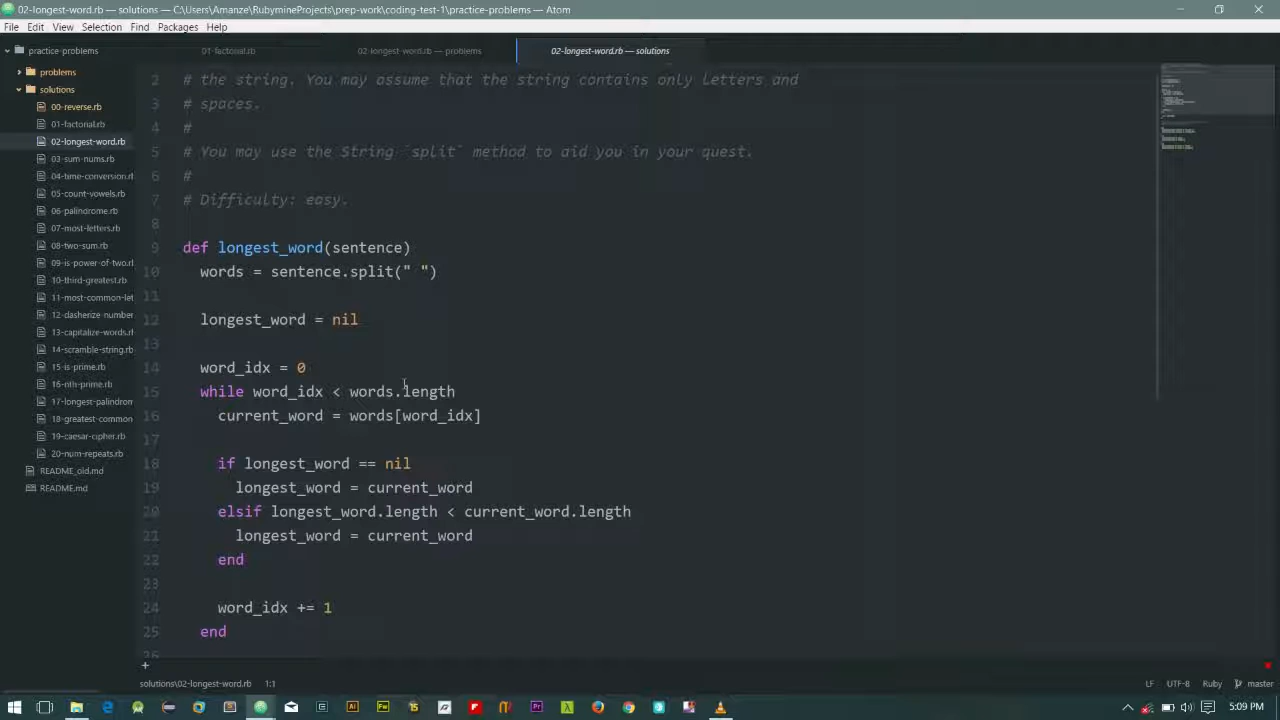 02-longest-word.rb — solutions — C:\Users\Amanze\RubymineProjects\prep-work\coding-test-1\practice-problems — Atom
File Edit View Selection Find Packages Help
practice-problems
01-factorial.rb
02-longest-word.rb — problems
02-longest-word.rb — solutions
problems
solutions
00-reverse.rb
01-factorial.rb
02-longest-word.rb
03-sum-nums.rb
04-time-conversion.rb
05-count-vowels.rb
06-palindrome.rb
07-most-letters.rb
08-two-sum.rb
09-is-power-of-two.rl
10-third-greatest.rb
11-most-common-let
12-dasherize-number
13-capitalize-words.rl
14-scramble-string.rb
15-is-prime.rb
16-nth-prime.rb
17-longest-palindrom
18-greatest-common
19-caesar-cipher.rb
20-num-repeats.rb
README_old.md
README.md
2 # the string. You may assume that the string contains only letters and
3 # spaces.
4 #
5 # You may use the String `split` method to aid you in your quest.
6 #
7 # Difficulty: easy.
8
9 def longest_word(sentence)
10 words = sentence.split(" ")
11
12 longest_word = nil
13
14 word_idx = 0
15 while word_idx < words.length
16 current_word = words[word_idx]
17
18 if longest_word == nil
19 longest_word = current_word
20 elsif longest_word.length < current_word.length
21 longest_word = current_word
22 end
23
24 word_idx += 1
25 end
26
solutions\02-longest-word.rb 1:1
LF UTF-8 Ruby master
5:09 PM